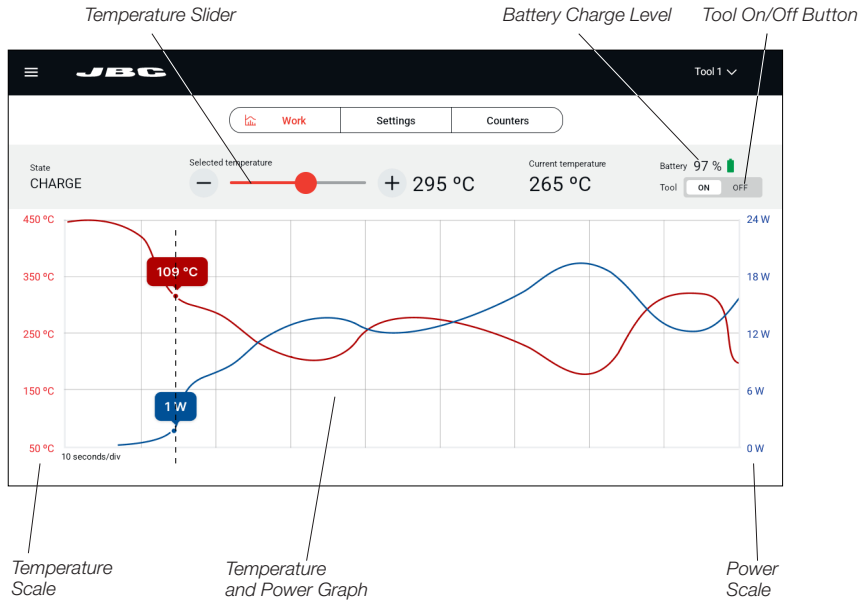 Temperature Slider
Battery Charge Level
Tool On/Off Button
JBC
Tool 1
Work
Settings
Counters
State
CHARGE
Selected temperature
295 ºC
Current temperature
265 ºC
Battery 97 %
Tool ON OFF
450 ºC
24 W
109 ºC
350 ºC
18 W
250 ºC
12 W
150 ºC
6 W
1 W
50 ºC
0 W
10 seconds/div
Temperature
Scale
Temperature
and Power Graph
Power
Scale